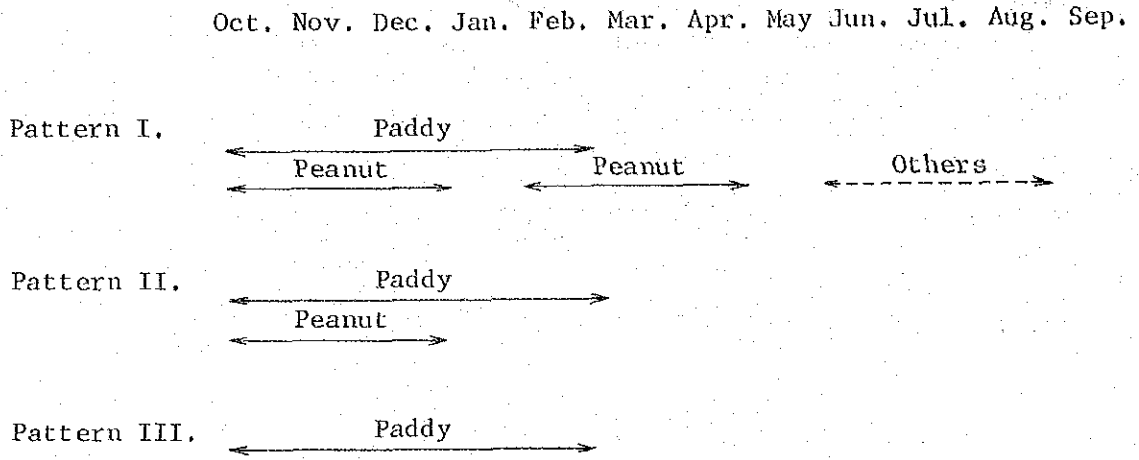 Oct. Nov. Dec. Jan. Feb. Mar. Apr. May Jun. Jul. Aug. Sep.
Pattern I. Paddy
Peanut Peanut Others
Pattern II. Paddy
Peanut
Pattern III. Paddy